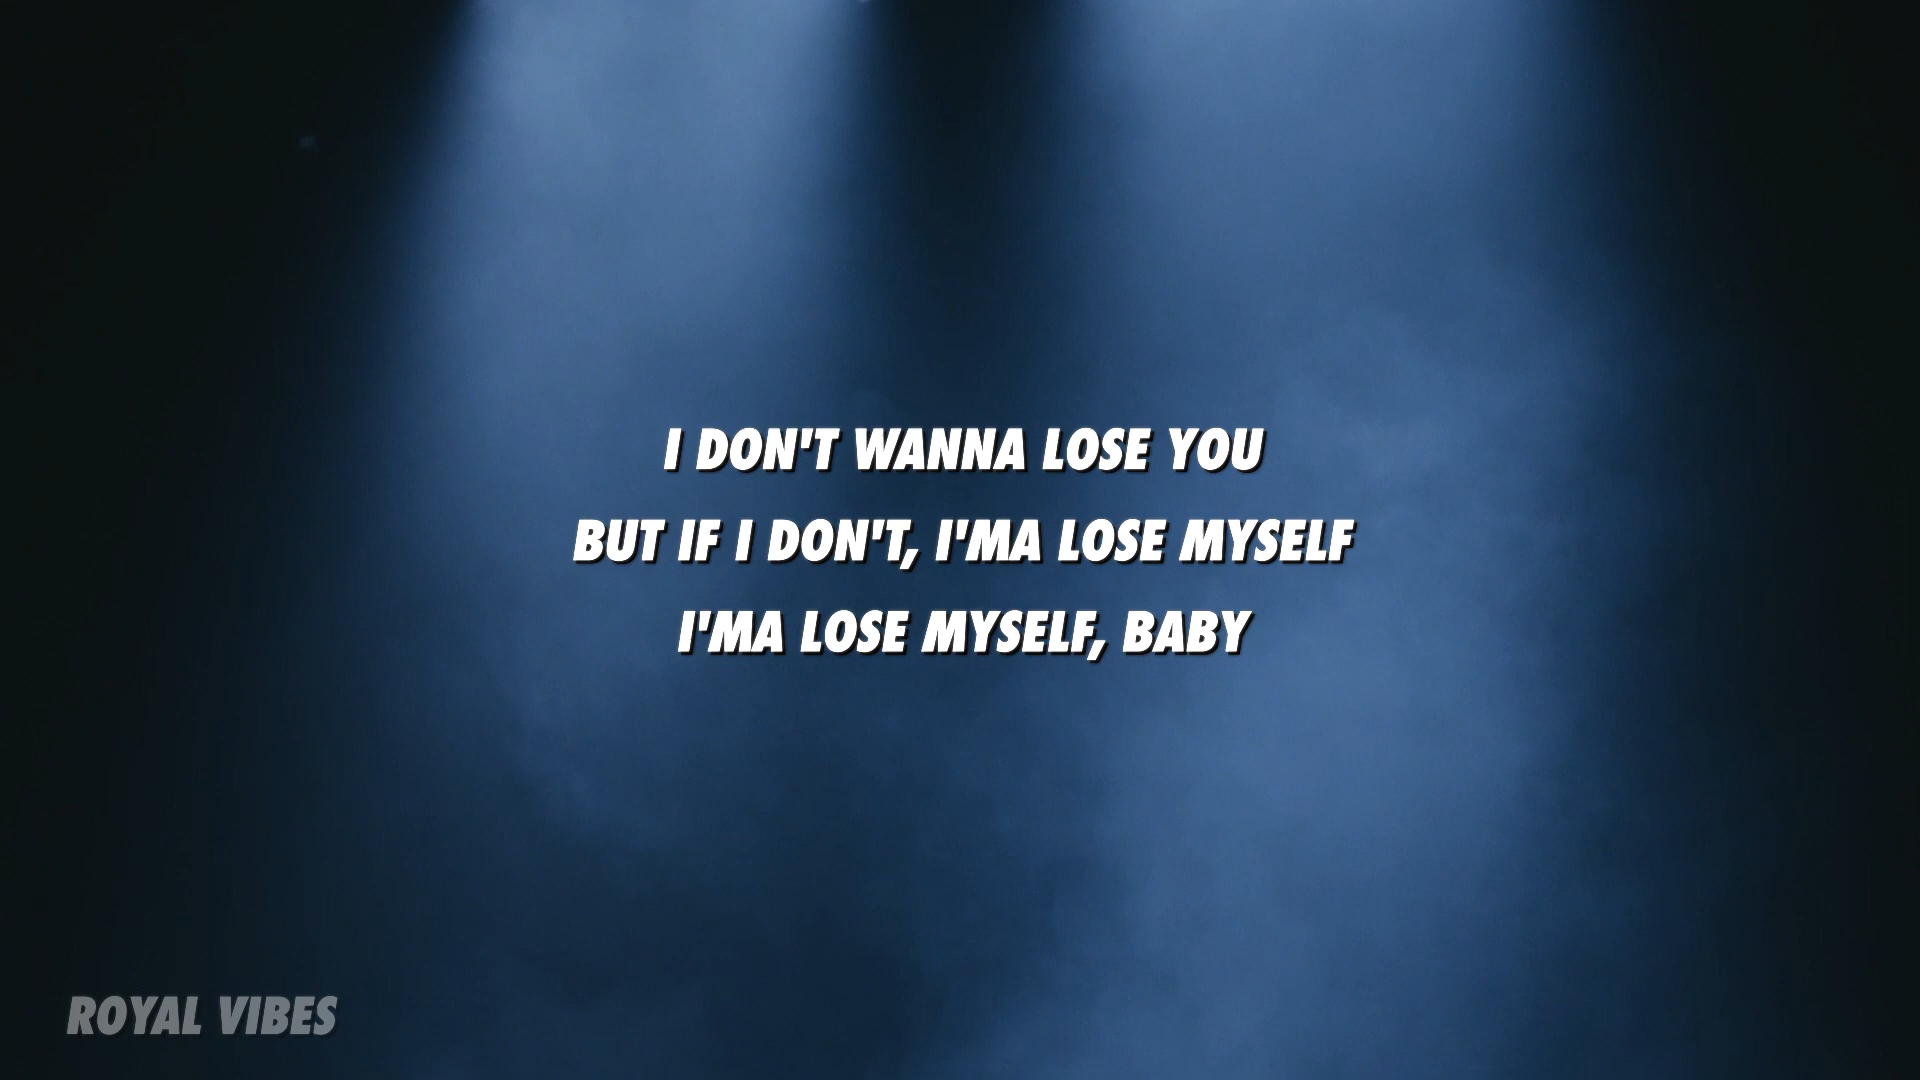 I DON'T WANNA LOSE YOU
BUT IF I DON'T, I'MA LOSE MYSELF
I'MA LOSE MYSELF, BABY
ROYAL VIBES